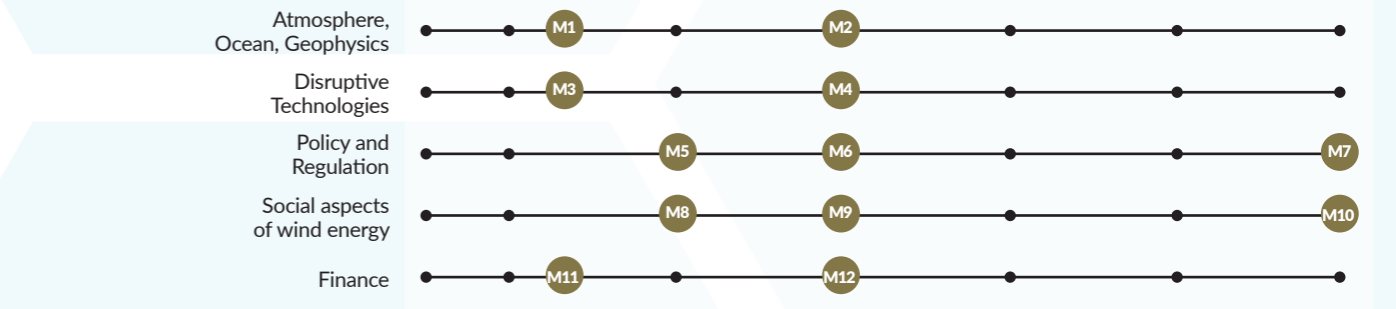 Atmosphere,
Ocean, Geophysics
M1
M2
Disruptive
Technologies
M3
M4
Policy and
Regulation
M5
M6
M7
Social aspects
of wind energy
M8
M9
M10
Finance
M11
M12